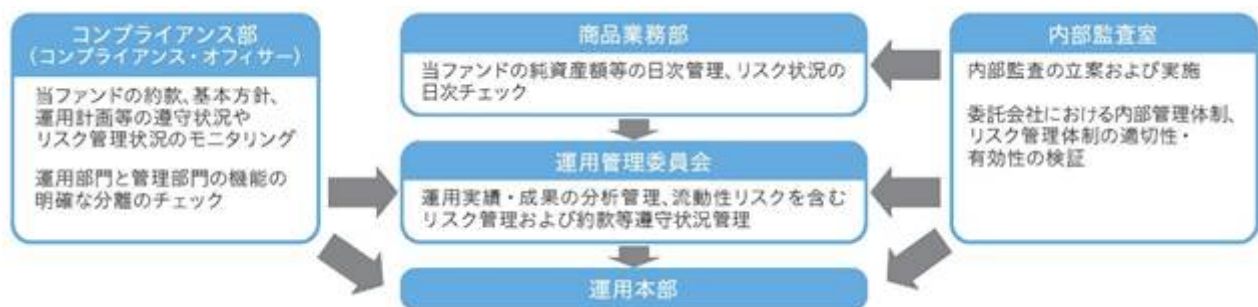 コンプライアンス部
(コンプライアンス・オフィサー)
当ファンドの約款、基本方針、
運用計画等の遵守状況や
リスク管理状況のモニタリング
運用部門と管理部門の機能の
明確な分離のチェック
商品業務部
当ファンドの純資産額等の日次管理、リスク状況の
日次チェック
運用管理委員会
運用実績・成果の分析管理、流動性リスクを含む
リスク管理および約款等遵守状況管理
運用本部
内部監査室
内部監査の立案および実施
委託会社における内部管理体制、
リスク管理体制の適切性・
有効性の検証